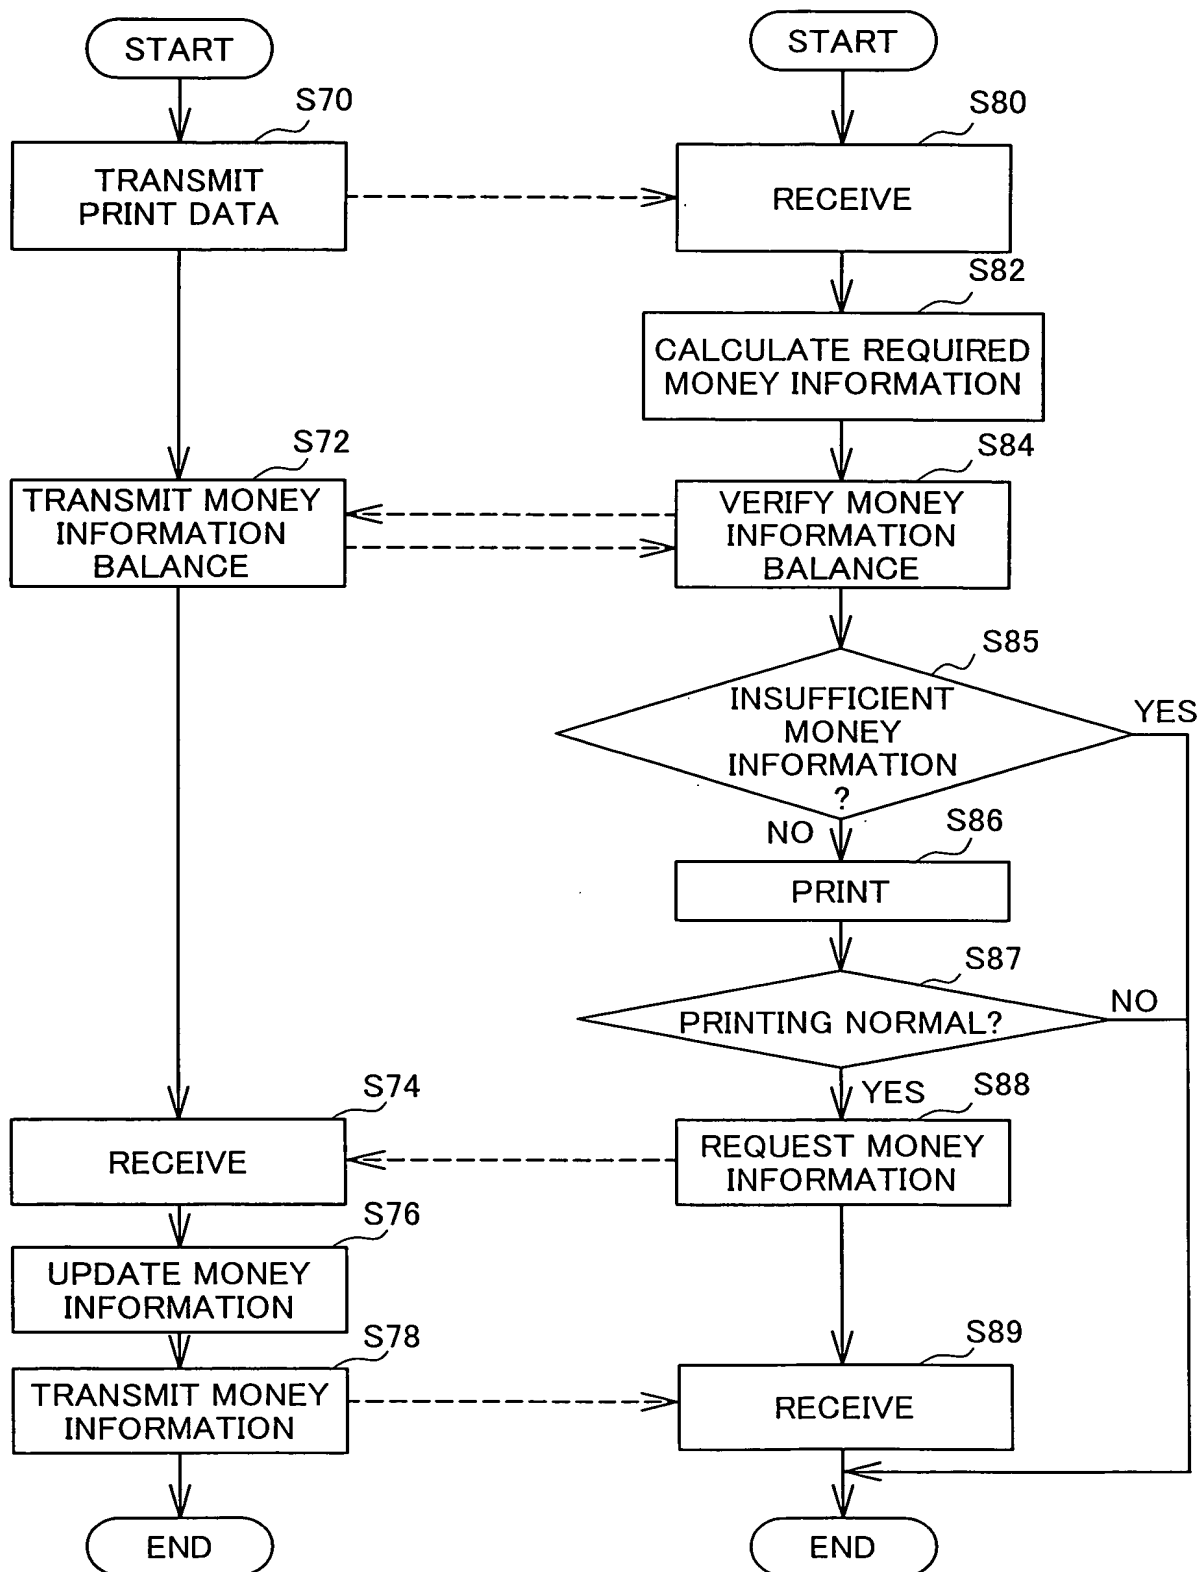 START
S70
TRANSMIT
PRINT DATA
S72
TRANSMIT MONEY
INFORMATION
BALANCE
S74
RECEIVE
S76
UPDATE MONEY
INFORMATION
S78
TRANSMIT MONEY
INFORMATION
END
START
S80
RECEIVE
S82
CALCULATE REQUIRED
MONEY INFORMATION
S84
VERIFY MONEY
INFORMATION
BALANCE
S85
INSUFFICIENT
MONEY
INFORMATION
?
YES
NO
S86
PRINT
S87
PRINTING NORMAL?
NO
YES
S88
REQUEST MONEY
INFORMATION
S89
RECEIVE
END